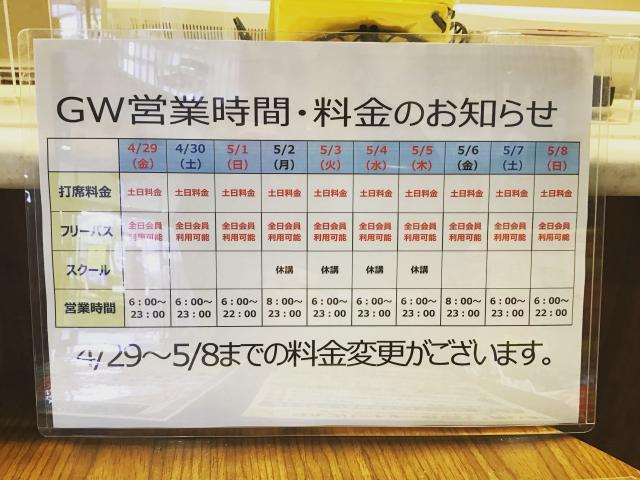 GW営業時間・料金のお知らせ
4/29 4/30 5/1 5/2 5/3 5/4 5/5 5/6 5/7 5/8
(金) (土) (日) (月) (火) (水) (木) (金) (土) (日)
打席料金 土日料金 土日料金 土日料金 土日料金 土日料金 土日料金 土日料金 土日料金 土日料金 土日料金
フリーパス 全日会員 全日会員 全日会員 全日会員 全日会員 全日会員 全日会員 全日会員 全日会員 全日会員
利用可能 利用可能 利用可能 利用可能 利用可能 利用可能 利用可能 利用可能 利用可能 利用可能
スクール 休講 休講 休講 休講
営業時間 6:00～ 6:00～ 6:00～ 8:00～ 6:00～ 6:00～ 6:00～ 8:00～ 6:00～ 6:00～
23:00 23:00 22:00 23:00 23:00 23:00 23:00 23:00 23:00 22:00
4/29～5/8までの料金変更がございます。